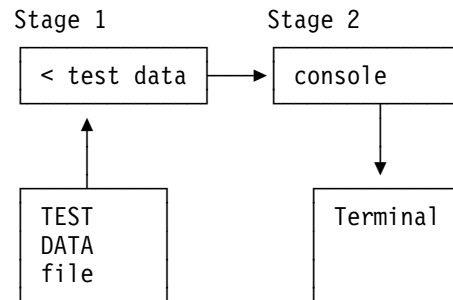 Stage 1 Stage 2
< test data console
TEST Terminal
DATA
file